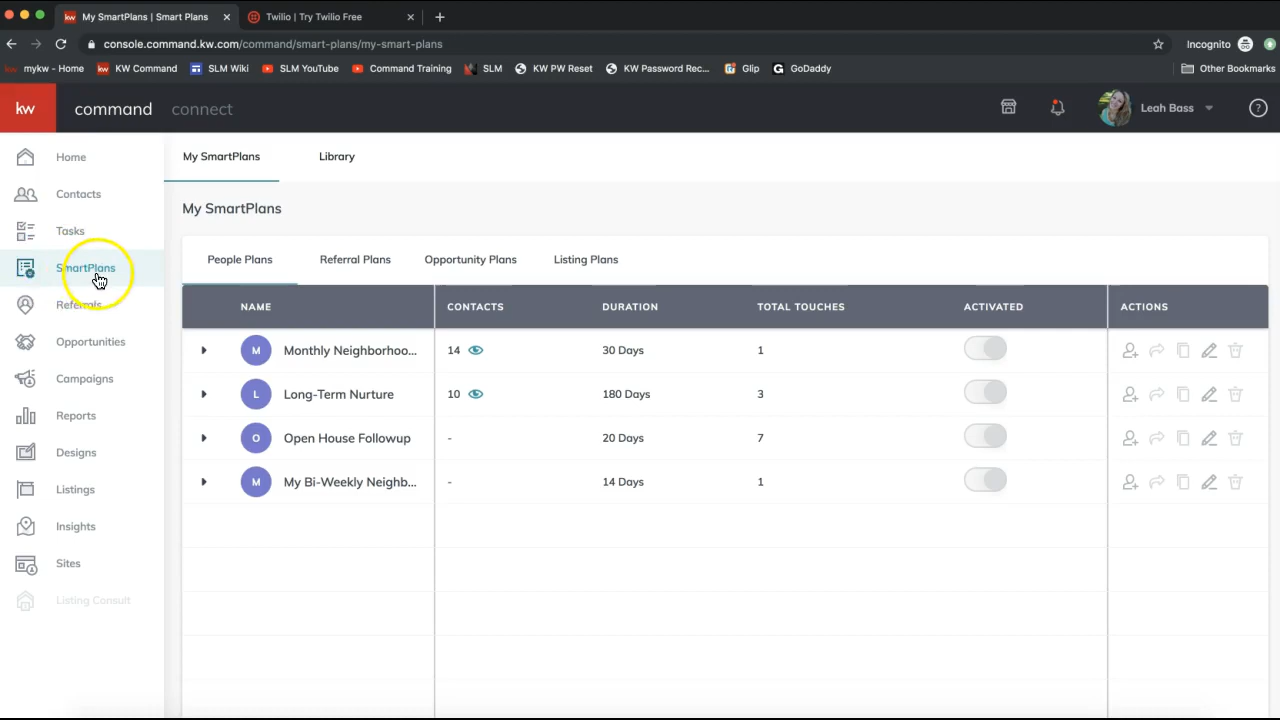 My SmartPlans | Smart Plans
Twilio | Try Twilio Free
console.command.kw.com/command/smart-plans/my-smart-plans
Incognito
mykw - Home
KW Command
SLM Wiki
SLM YouTube
Command Training
SLM
KW PW Reset
KW Password Rec...
Glip
GoDaddy
Other Bookmarks
kw
command
connect
Leah Bass
?
Home
Contacts
Tasks
SmartPlans
Referrals
Opportunities
Campaigns
Reports
Designs
Listings
Insights
Sites
Listing Consult
My SmartPlans
Library
My SmartPlans
People Plans
Referral Plans
Opportunity Plans
Listing Plans
NAME CONTACTS DURATION TOTAL TOUCHES ACTIVATED ACTIONS
M Monthly Neighborhoo... 14 30 Days 1
L Long-Term Nurture 10 180 Days 3
O Open House Followup - 20 Days 7
M My Bi-Weekly Neighb... - 14 Days 1